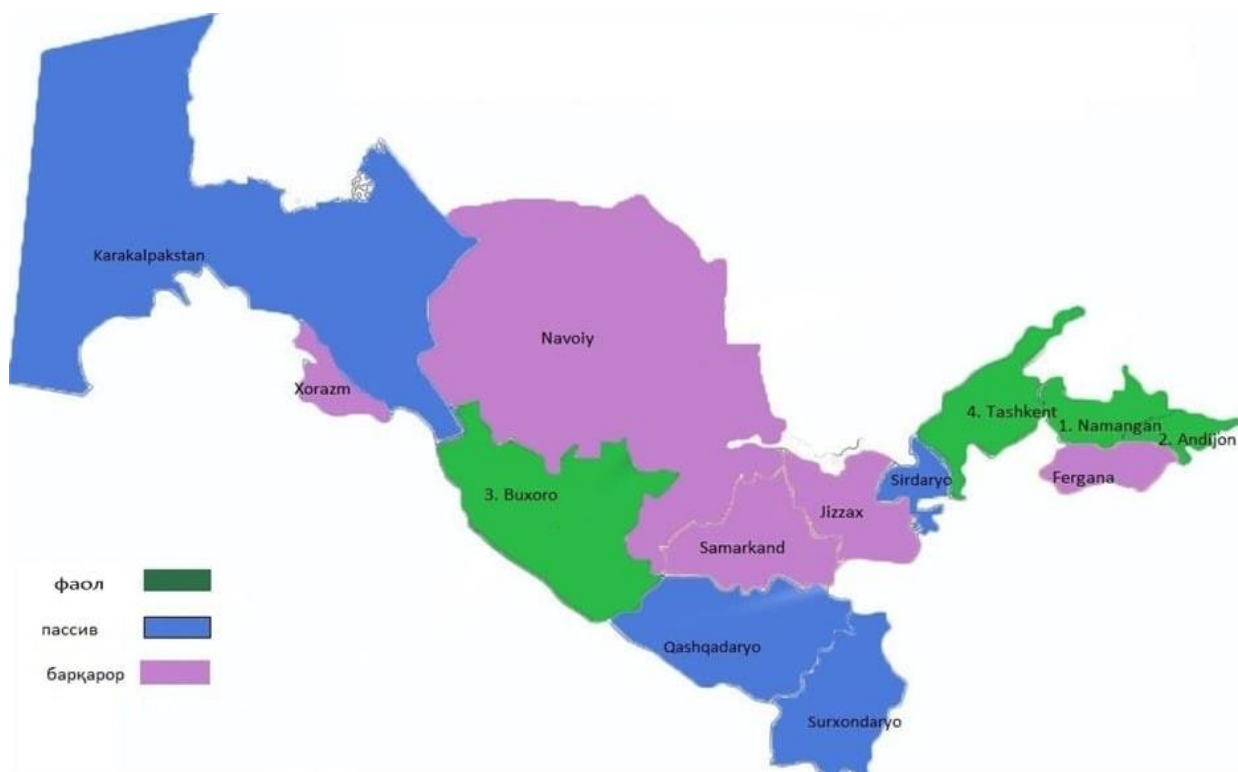 Karakalpakstan
Navoiy
Xorazm
4. Tashkent
1. Namangan
2. Andijon
Fergana
Sirdaryo
3. Buxoro
Jizzax
Samarkand
Qashqadaryo
Surxondaryo
фаол
пассив
барқарор